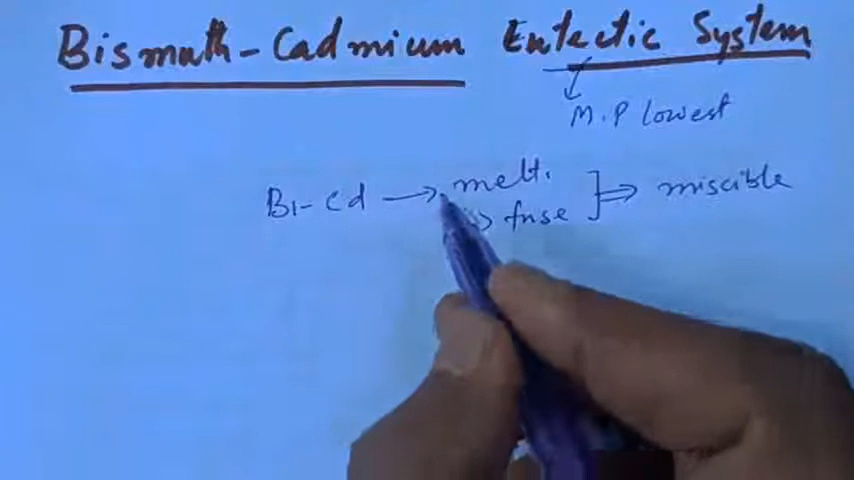 Bismuth-Cadmium Eutectic System
M.P lowest
Bi-Cd → melt.
fuse ⇒ miscible